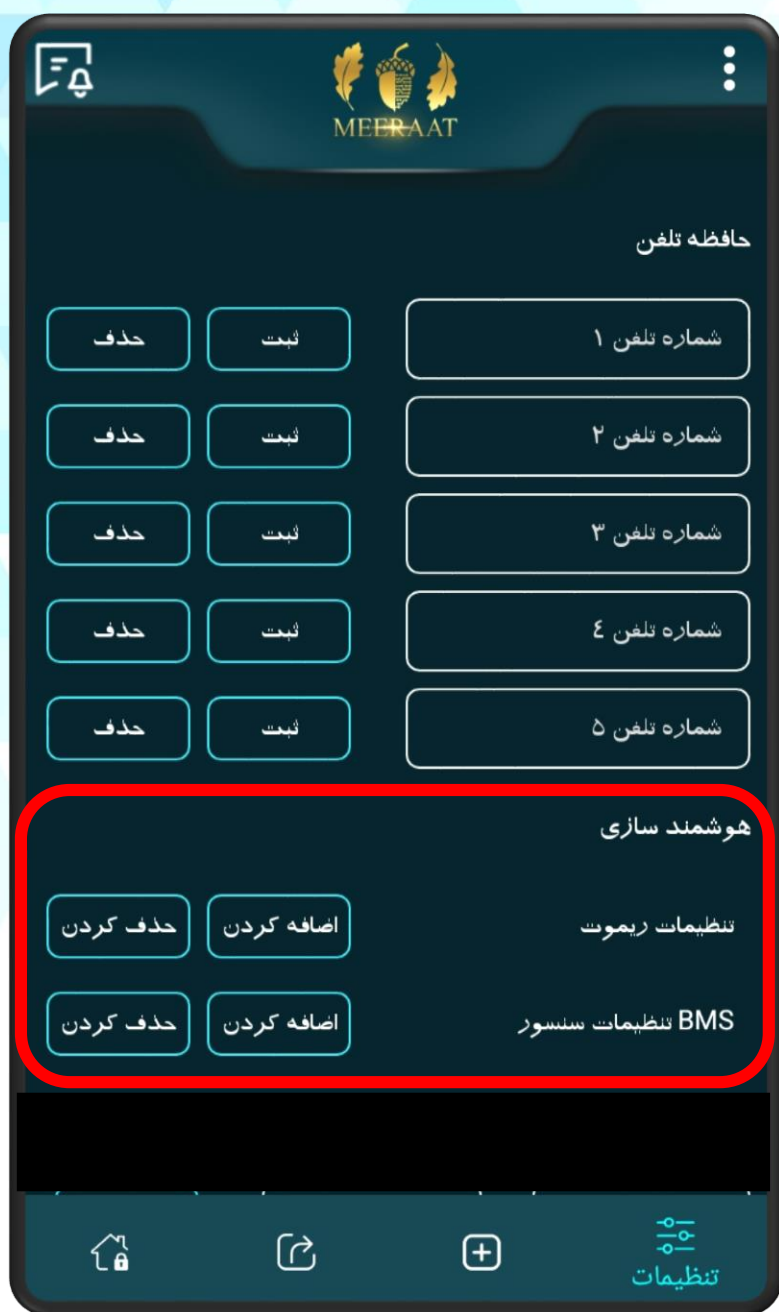 MEERAAT
حافظه تلفن
شماره تلفن ۱ ثبت حذف
شماره تلفن ۲ ثبت حذف
شماره تلفن ۳ ثبت حذف
شماره تلفن ٤ ثبت حذف
شماره تلفن ۵ ثبت حذف
هوشمند سازی
تنظیمات ریموت اضافه کردن حذف کردن
BMS تنظیمات سنسور اضافه کردن حذف کردن
تنظیمات